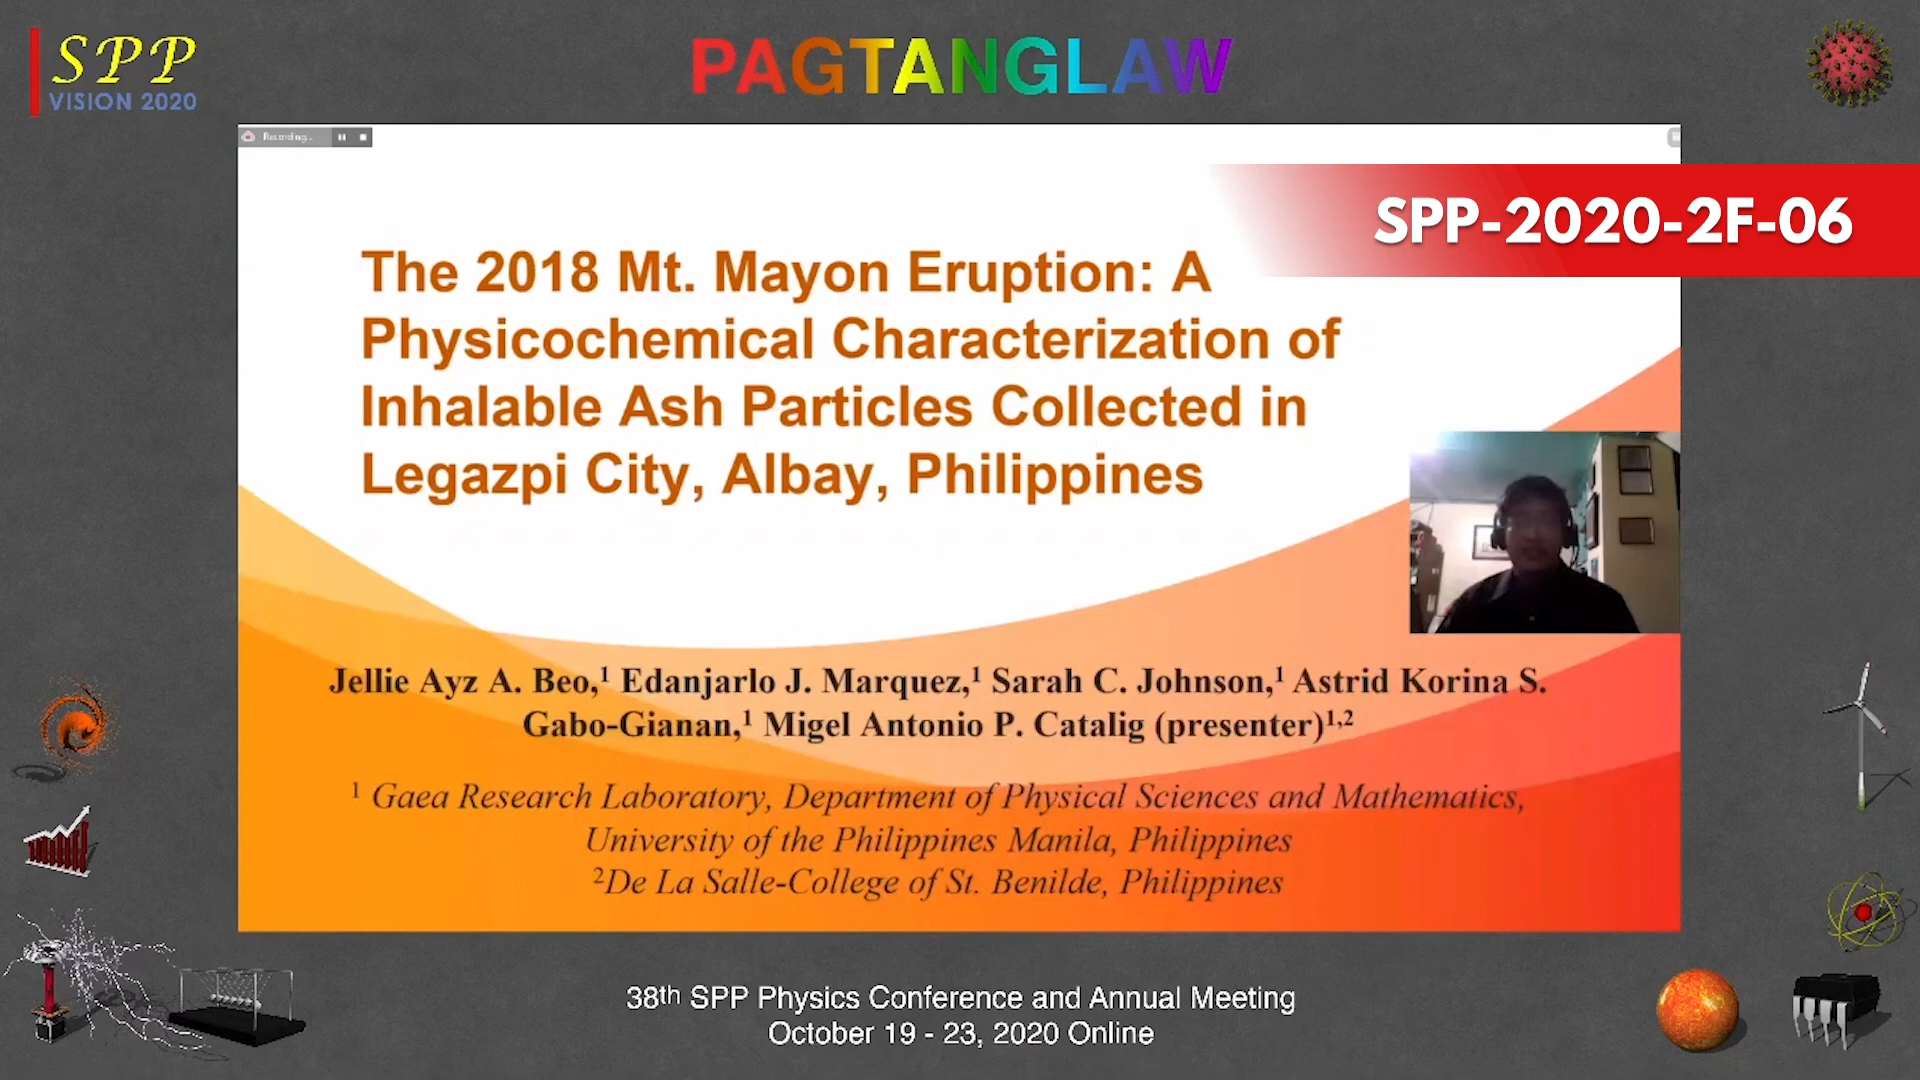 SPP
VISION 2020
PAGTANGLAW
Recording...
SPP-2020-2F-06
The 2018 Mt. Mayon Eruption: A
Physicochemical Characterization of
Inhalable Ash Particles Collected in
Legazpi City, Albay, Philippines
Jellie Ayz A. Beo,¹ Edanjarlo J. Marquez,¹ Sarah C. Johnson,¹ Astrid Korina S.
Gabo-Gianan,¹ Migel Antonio P. Catalig (presenter)¹,²
¹ Gaea Research Laboratory, Department of Physical Sciences and Mathematics,
University of the Philippines Manila, Philippines
²De La Salle-College of St. Benilde, Philippines
38th SPP Physics Conference and Annual Meeting
October 19 - 23, 2020 Online